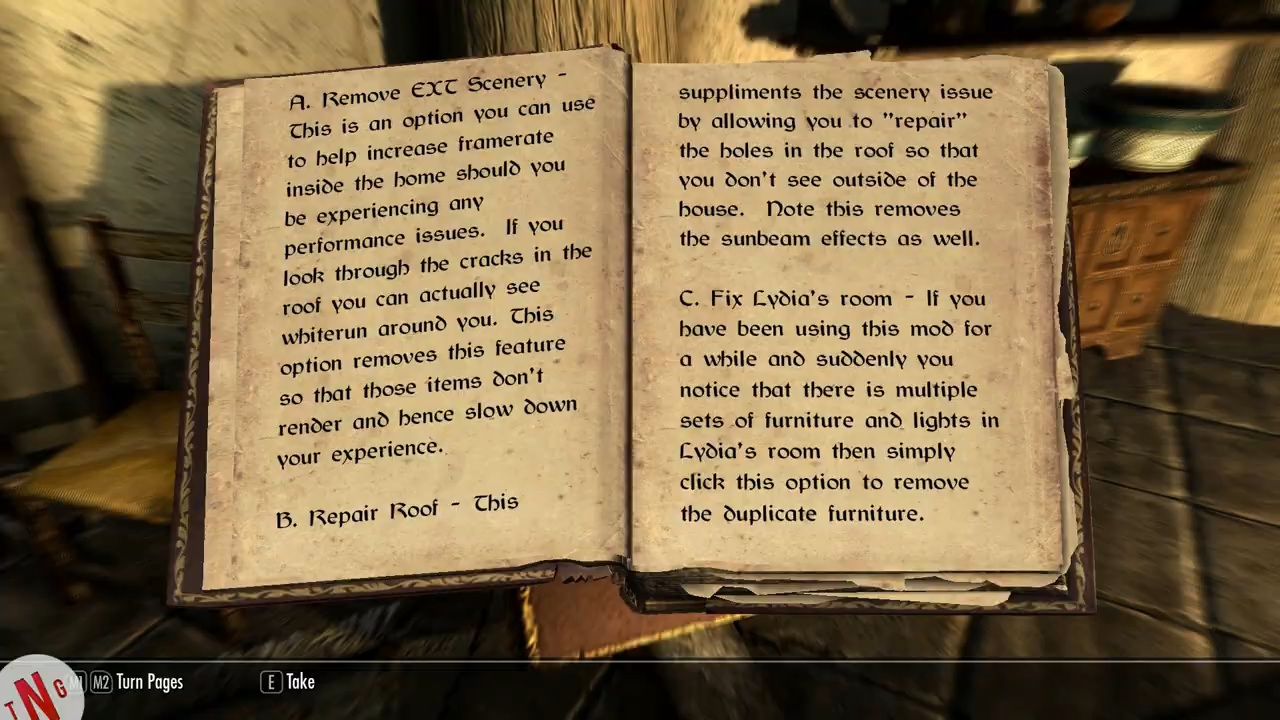 A. Remove EXT Scenery -
This is an option you can use
to help increase framerate
inside the home should you
be experiencing any
performance issues.  If you
look through the cracks in the
roof you can actually see
whiterun around you. This
option removes this feature
so that those items don't
render and hence slow down
your experience.
B. Repair Roof - This
suppliments the scenery issue
by allowing you to "repair"
the holes in the roof so that
you don't see outside of the
house.  Note this removes
the sunbeam effects as well.
C. Fix Lydia's room - If you
have been using this mod for
a while and suddenly you
notice that there is multiple
sets of furniture and lights in
Lydia's room then simply
click this option to remove
the duplicate furniture.
M1 M2 Turn Pages
E Take
TNG